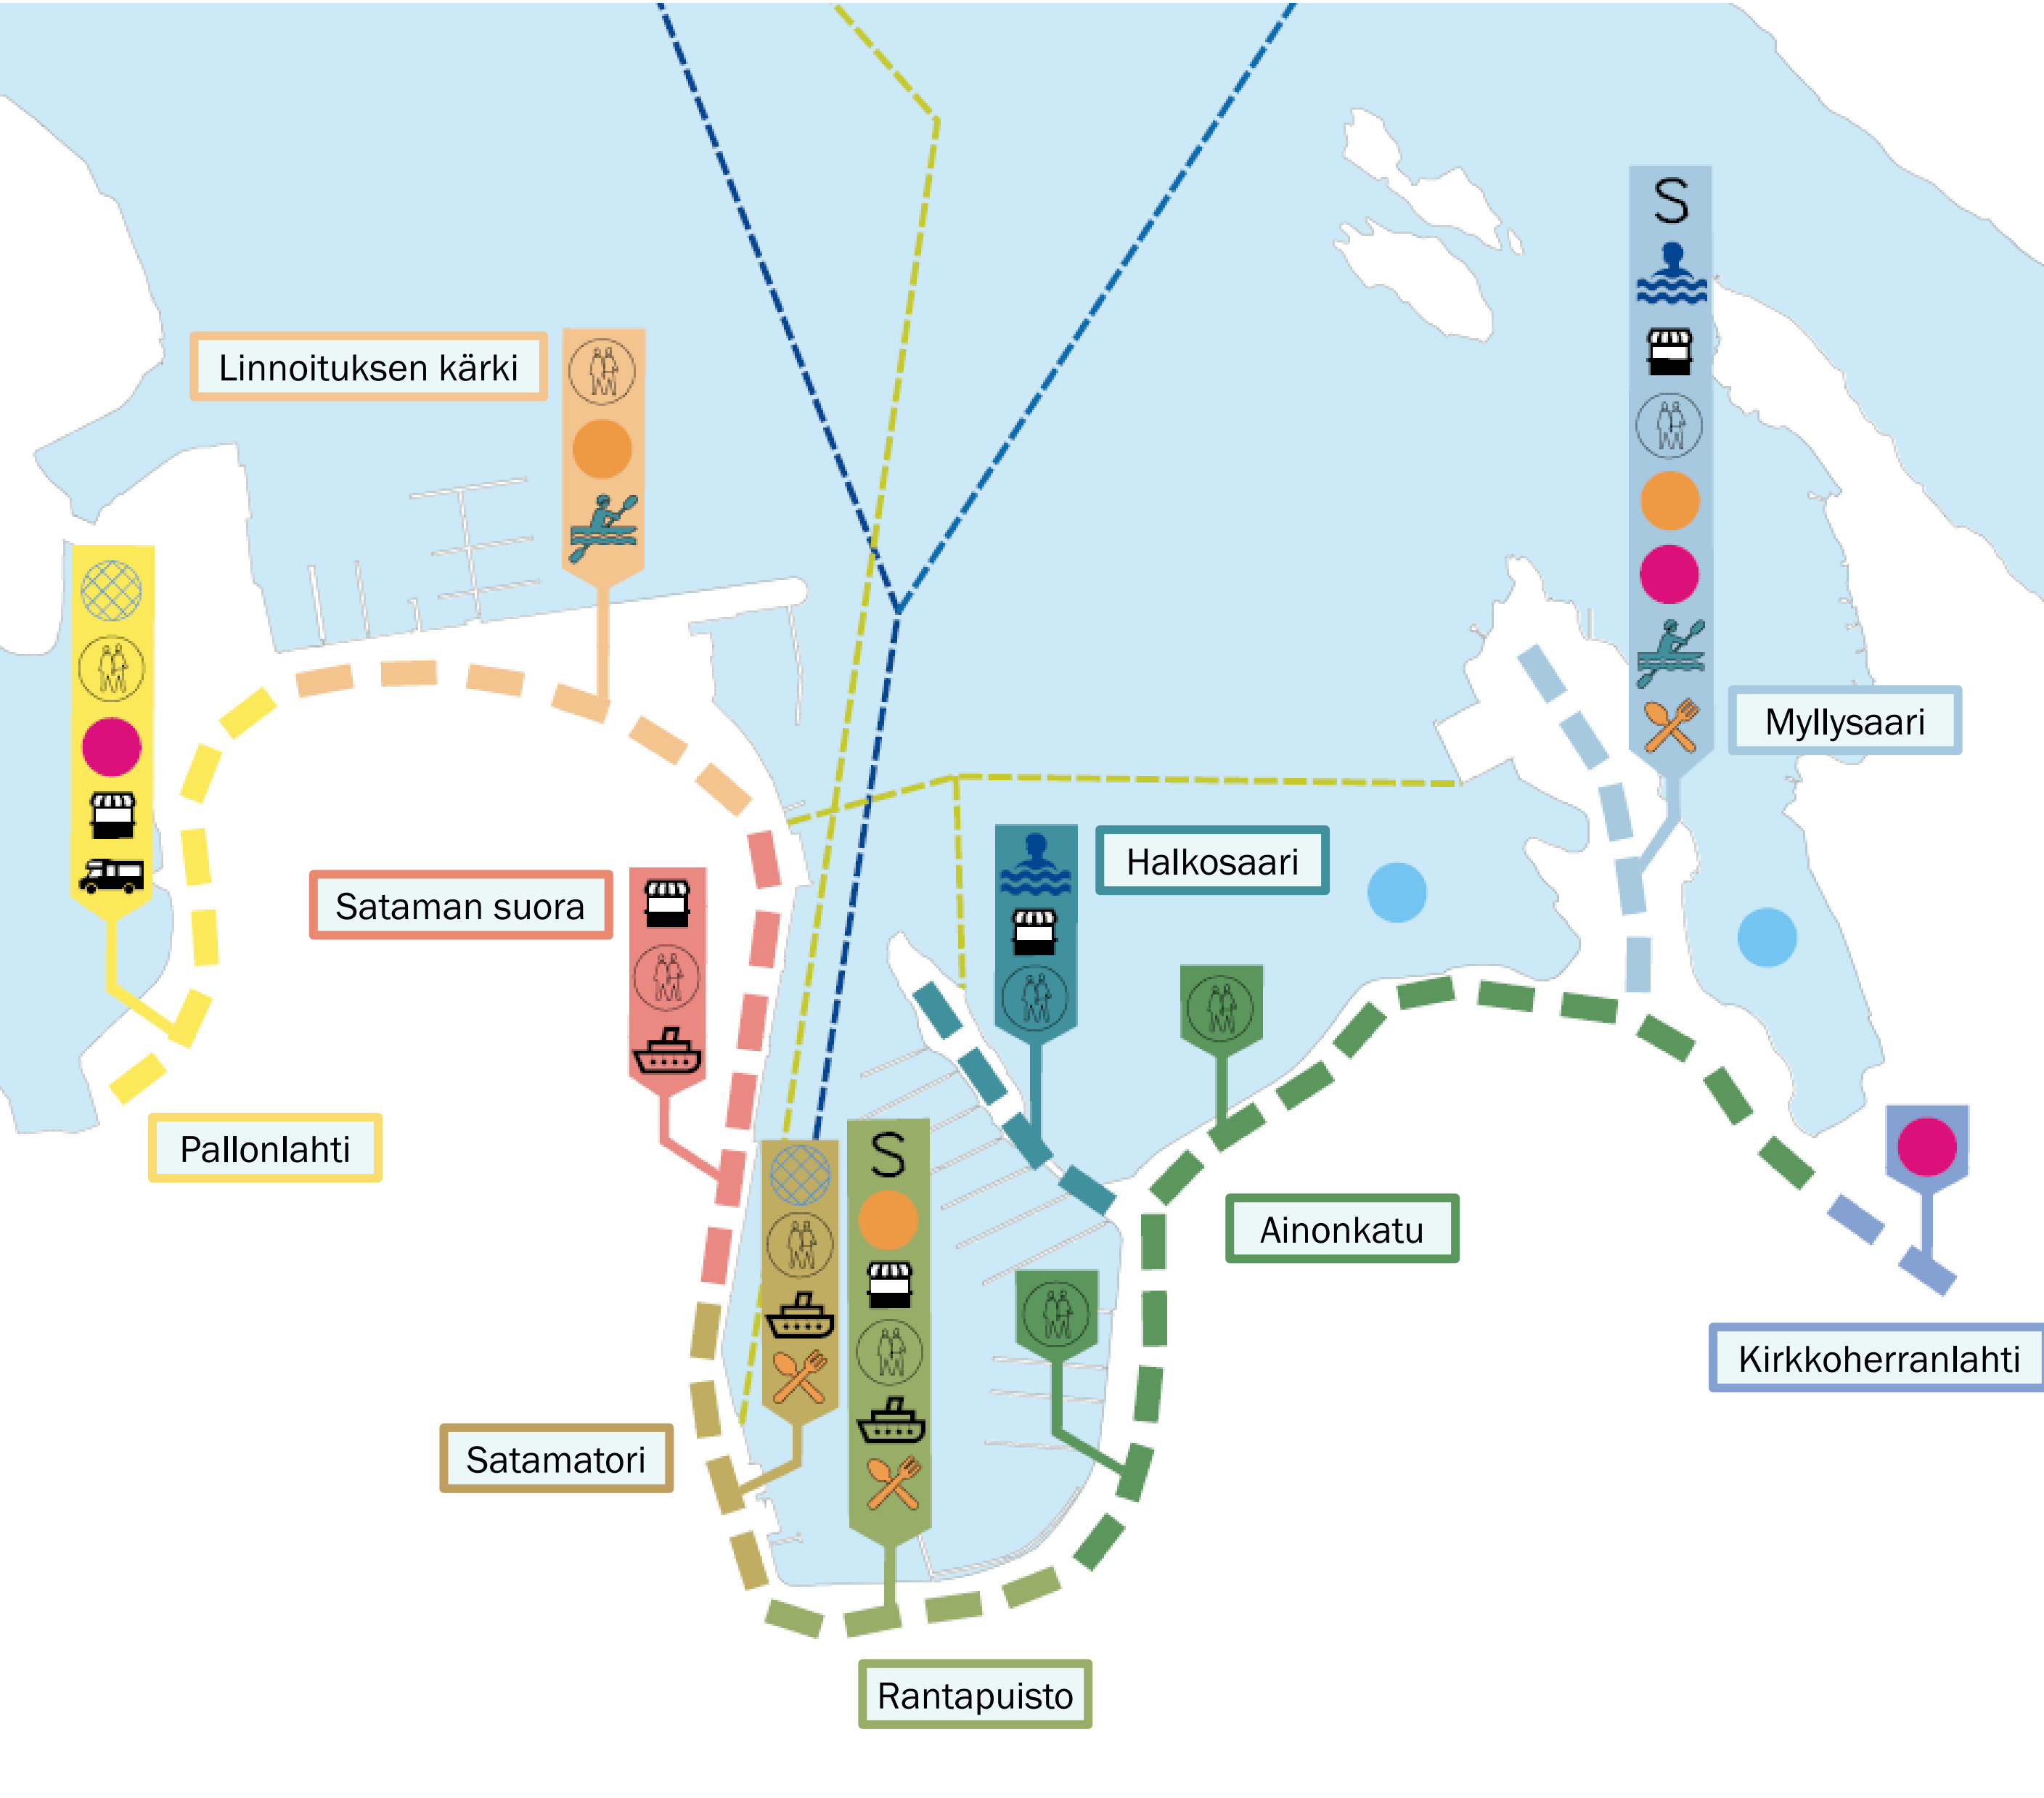 S
Linnoituksen kärki
Myllysaari
Halkosaari
Sataman suora
Pallonlahti
S
Ainonkatu
Kirkkoherranlahti
Satamatori
Rantapuisto